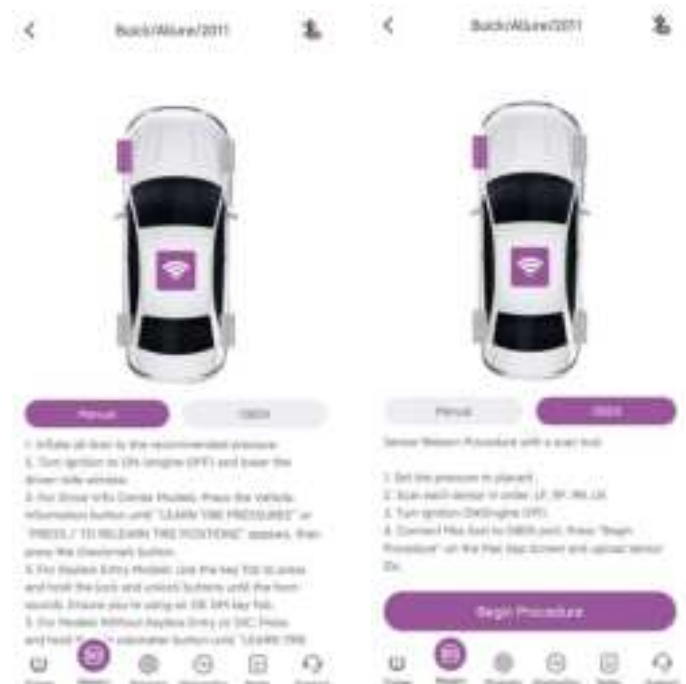 Buick/Allure/2011
Manual
OBDII
1. Inflate all tires to the recommended pressure.
2. Turn ignition to ON (engine OFF) and lower the
driver side window.
3. For Driver Info Center Models: Press the Vehicle
Information button until "LEARN TIRE PRESSURES" or
"PRESS ✓ TO RELEARN TIRE POSITIONS" appears, then
press the checkmark button.
4. For Keyless Entry Models: Use the key fob to press
and hold the lock and unlock buttons until the horn
sounds. Ensure you're using an OE GM key fob.
5. For Models Without Keyless Entry or DIC: Press
and hold odometer button until "LEARN TIRE
Buick/Allure/2011
Manual
OBDII
Sensor Relearn Procedure with a scan tool
1. Set tire pressure to placard.
2. Scan each sensor in order: LF, RF, RR, LR.
3. Turn ignition ON(Engine OFF).
4. Connect Max tool to OBDII port. Press "Begin
Procedure" on the Max App Screen and upload sensor
IDs.
Begin Procedure